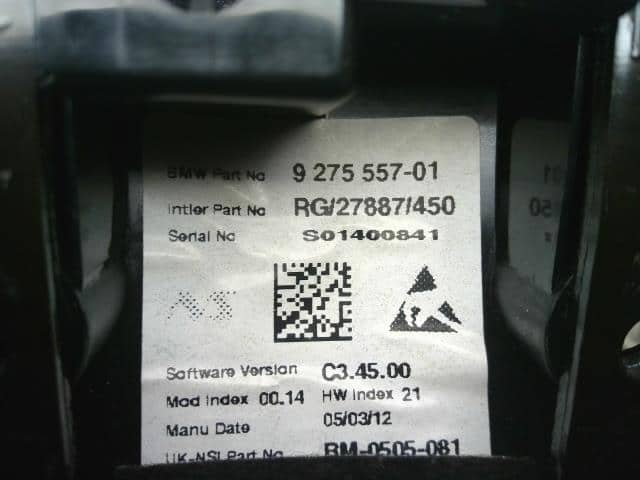 BMW Part No 9 275 557-01
Intier Part No RG/27887/450
Serial No S01400841
Software Version C3.45.00
Mod Index 00.14 HW Index 21
Manu Date 05/03/12
UK-NSI Part No RM-0505-081